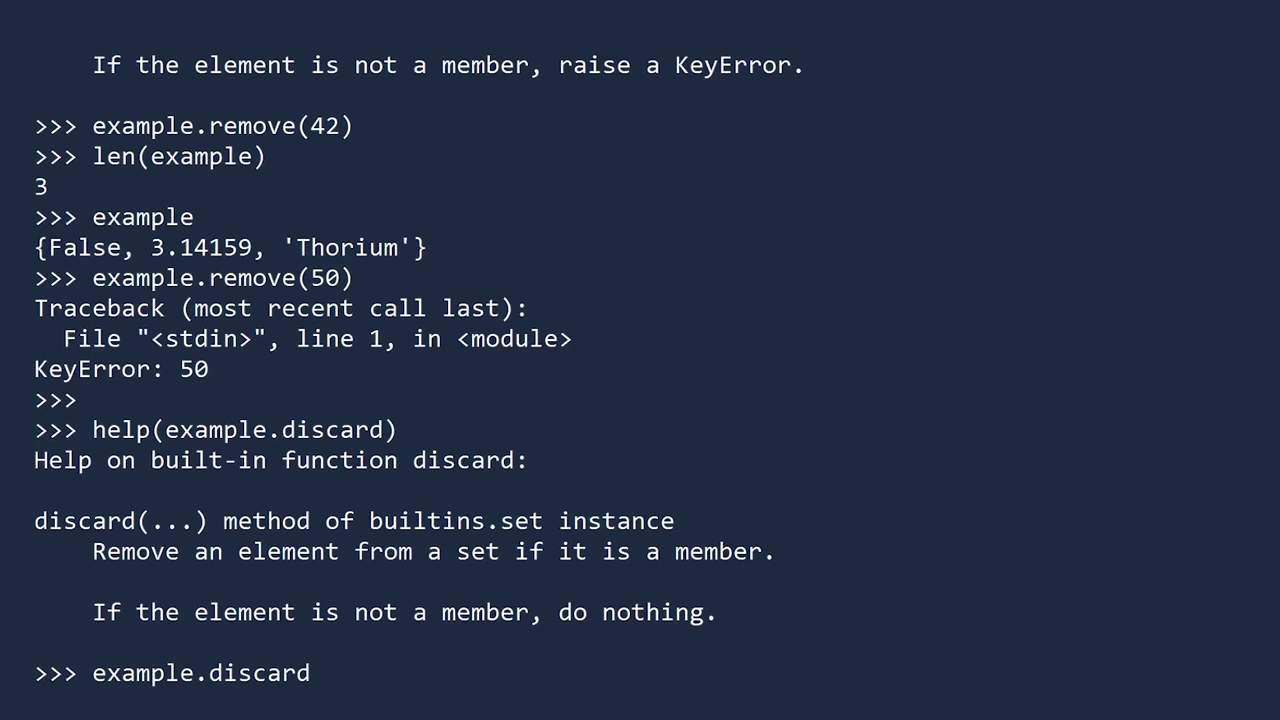 If the element is not a member, raise a KeyError.
>>> example.remove(42)
>>> len(example)
3
>>> example
{False, 3.14159, 'Thorium'}
>>> example.remove(50)
Traceback (most recent call last):
  File "<stdin>", line 1, in <module>
KeyError: 50
>>>
>>> help(example.discard)
Help on built-in function discard:
discard(...) method of builtins.set instance
    Remove an element from a set if it is a member.
    If the element is not a member, do nothing.
>>> example.discard